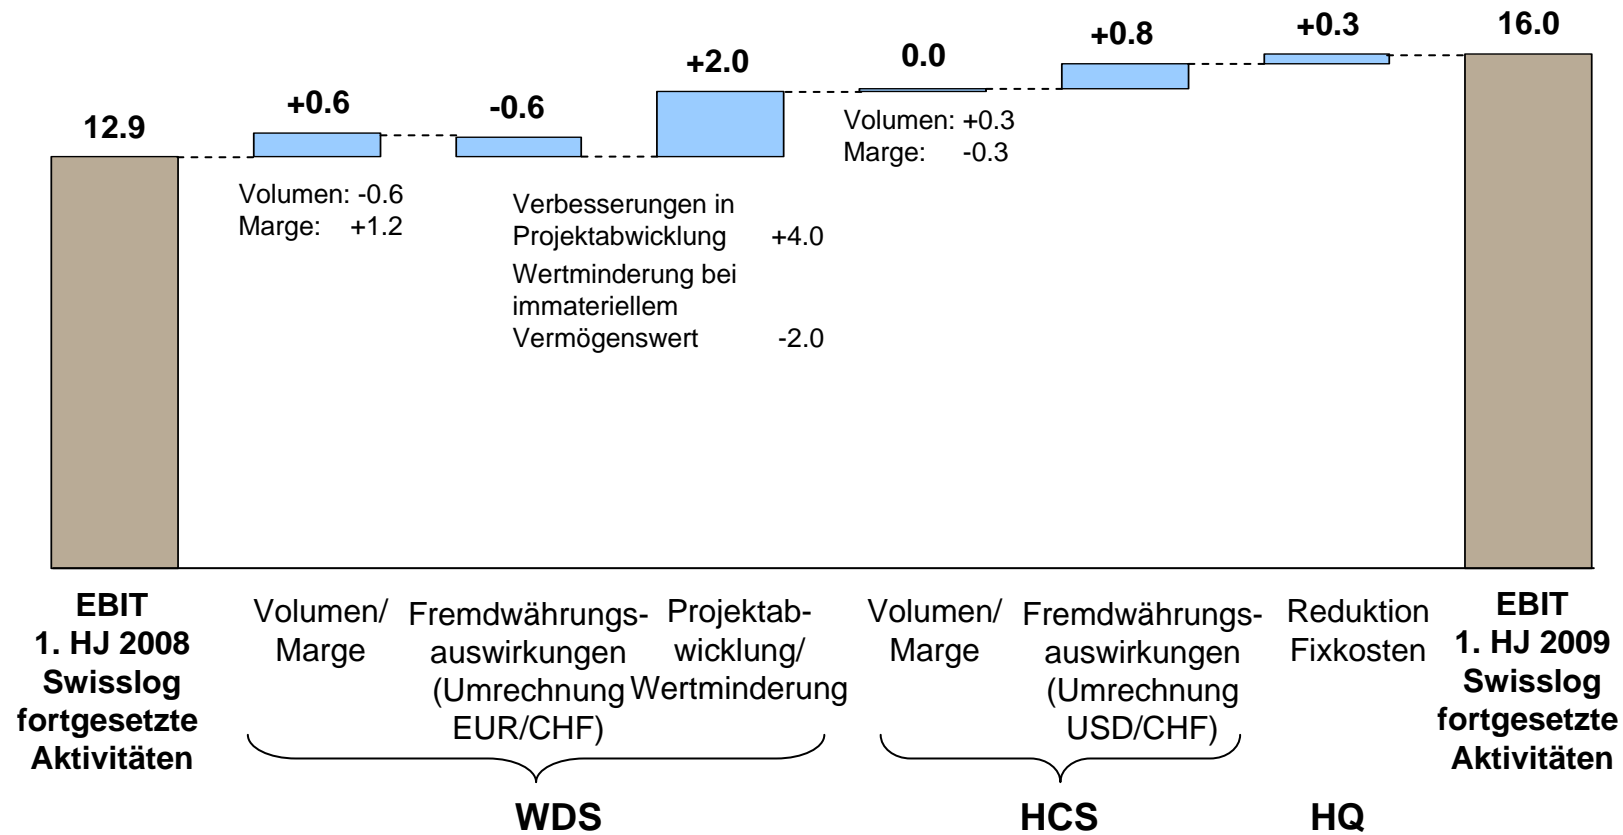 12.9
+0.6
-0.6
+2.0
0.0
+0.8
+0.3
16.0
Volumen: -0.6
Marge: +1.2
Verbesserungen in
Projektabwicklung +4.0
Wertminderung bei
immateriellem
Vermögenswert -2.0
Volumen: +0.3
Marge: -0.3
EBIT
1. HJ 2008
Swisslog
fortgesetzte
Aktivitäten
Volumen/
Marge
Fremdwährungs-
auswirkungen
(Umrechnung
EUR/CHF)
Projektab-
wicklung/
Wertminderung
Volumen/
Marge
Fremdwährungs-
auswirkungen
(Umrechnung
USD/CHF)
Reduktion
Fixkosten
EBIT
1. HJ 2009
Swisslog
fortgesetzte
Aktivitäten
WDS
HCS
HQ